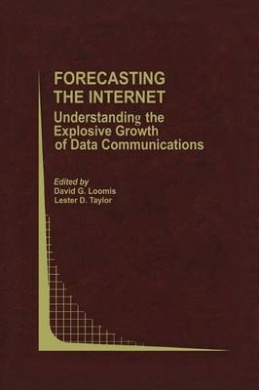 FORECASTING
THE INTERNET
Understanding the
Explosive Growth
of Data Communications
Edited by
David G. Loomis
Lester D. Taylor